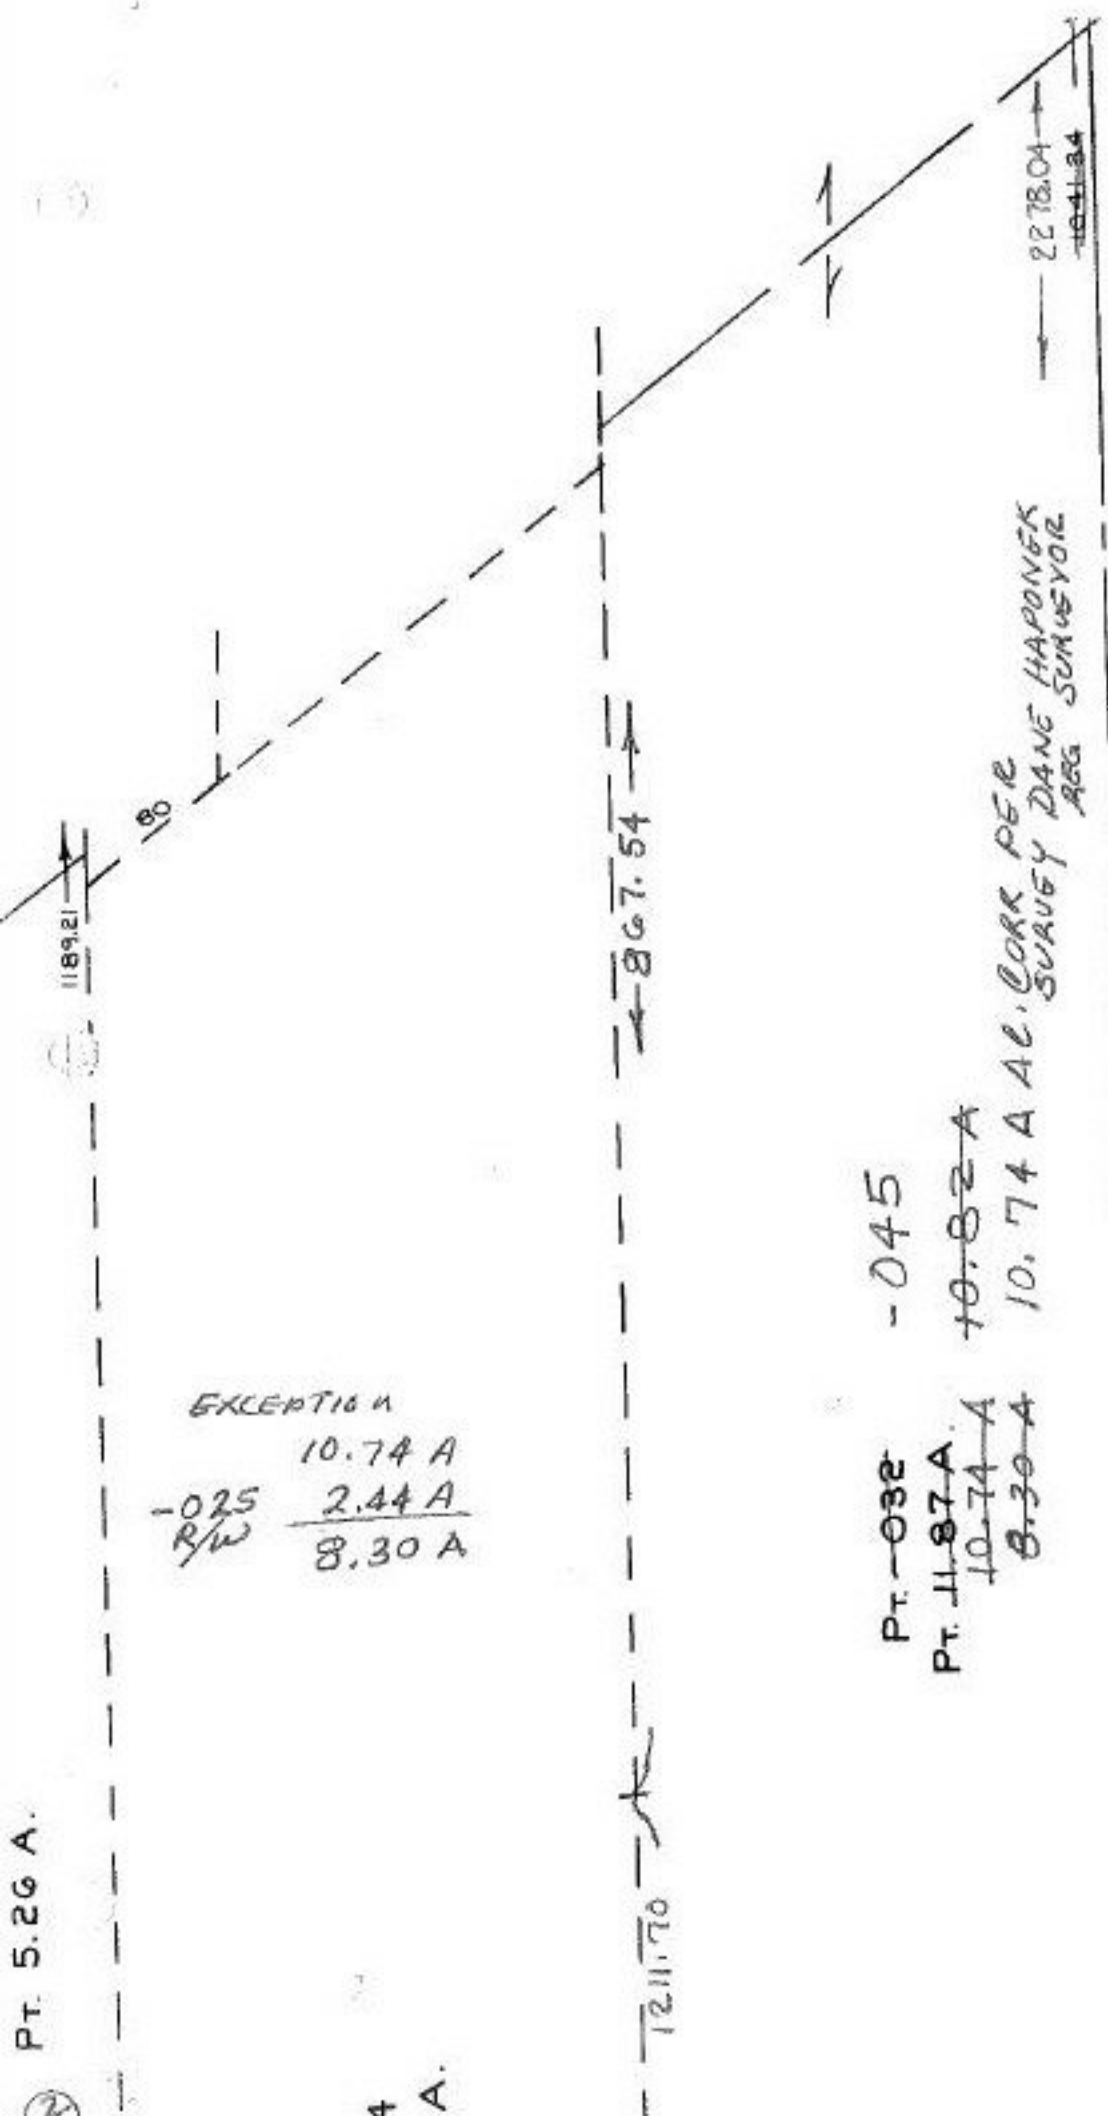 1189.21
80
2278.04
1041.34
867.54
EXCEPTION
10.74 A
-025 2.44 A
R/W 8.30 A
PT. -032 -045
PT. 11.87 A. 10.82 A
10.74 A
8.30 A 10.74 A AC. CORR PER
SURVEY DANE HAPONEK
REG SURVEYOR
1211.70
PT. 5.26 A.
2
4
A.